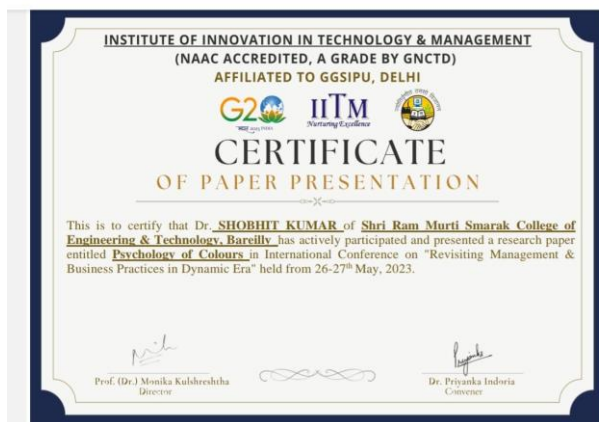 INSTITUTE OF INNOVATION IN TECHNOLOGY & MANAGEMENT
(NAAC ACCREDITED, A GRADE BY GNCTD)
AFFILIATED TO GGSIPU, DELHI
G20 IITM
Nurturing Excellence
CERTIFICATE
OF PAPER PRESENTATION
This is to certify that Dr. SHOBHIT KUMAR of Shri Ram Murti Smarak College of
Engineering & Technology, Bareilly has actively participated and presented a research paper
entitled Psychology of Colours in International Conference on "Revisiting Management &
Business Practices in Dynamic Era" held from 26-27th May, 2023.
Priyanka
Prof. (Dr.) Monika Kulshreshtha
Director
Dr. Priyanka Indoria
Convener